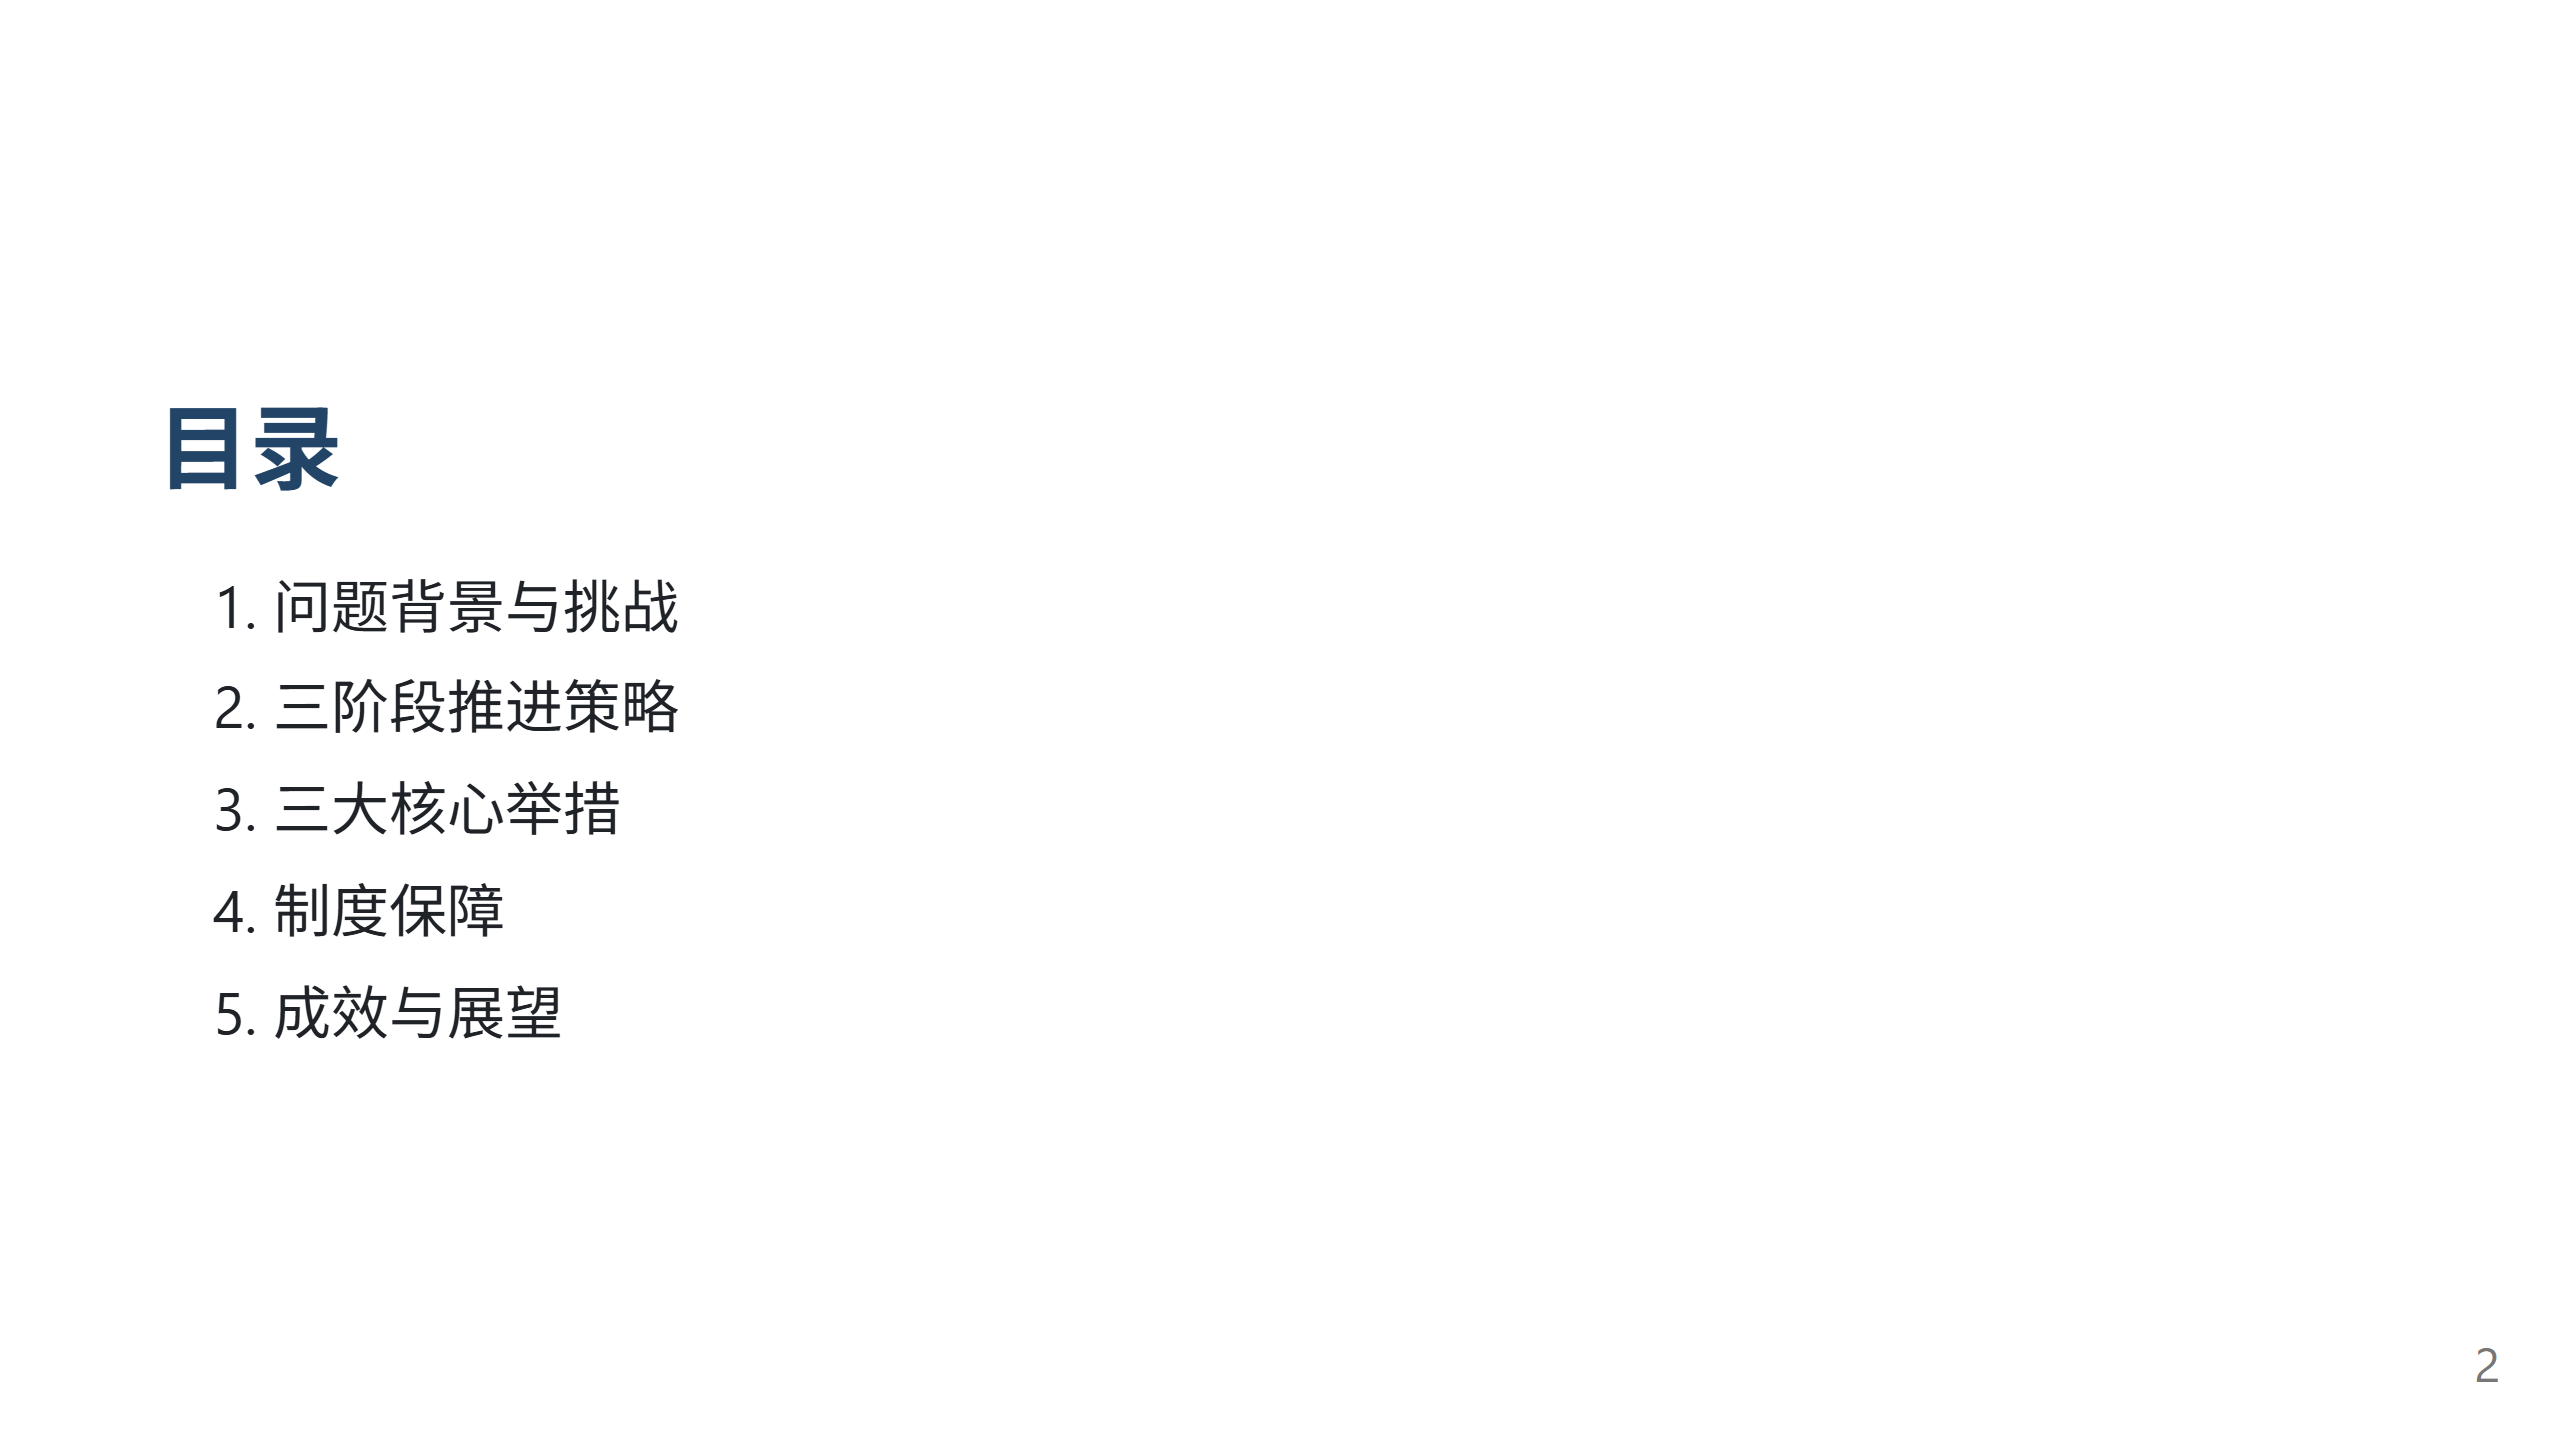 目录
1. 问题背景与挑战
2. 三阶段推进策略
3. 三大核心举措
4. 制度保障
5. 成效与展望
2